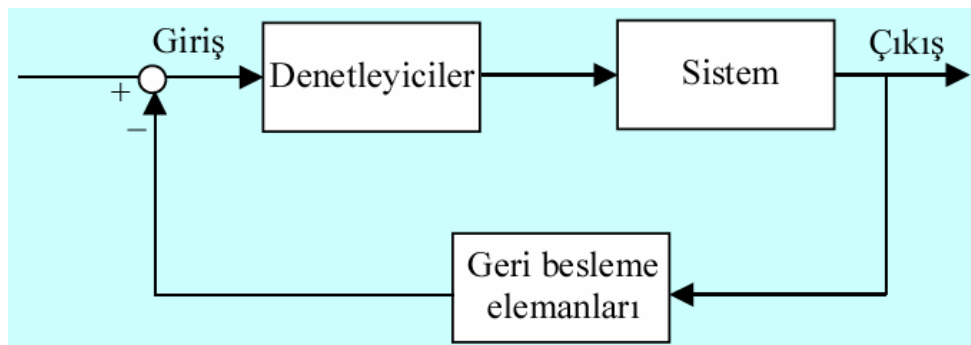 Giriş
Denetleyiciler
Sistem
Çıkış
+
−
Geri besleme
elemanları